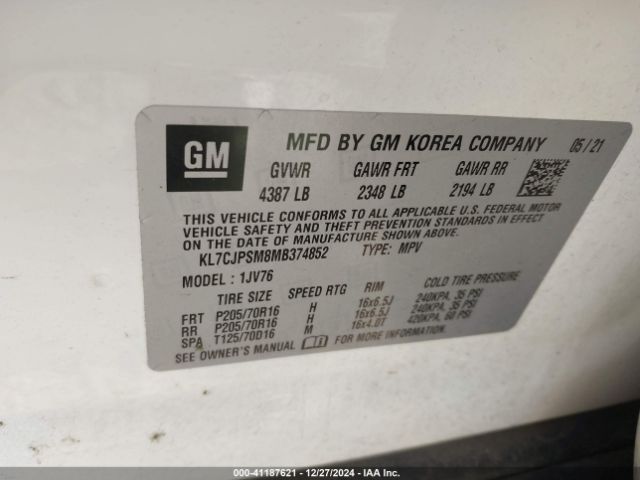 GM
MFD BY GM KOREA COMPANY 05/21
GVWR GAWR FRT GAWR RR
4387 LB 2348 LB 2194 LB
THIS VEHICLE CONFORMS TO ALL APPLICABLE U.S. FEDERAL MOTOR
VEHICLE SAFETY AND THEFT PREVENTION STANDARDS IN EFFECT
ON THE DATE OF MANUFACTURE SHOWN ABOVE.
KL7CJPSM8MB374852 TYPE: MPV
MODEL : 1JV76
TIRE SIZE SPEED RTG RIM COLD TIRE PRESSURE
FRT P205/70R16 H 16x6.5J 240KPA, 35 PSI
RR P205/70R16 H 16x6.5J 240KPA, 35 PSI
SPA T125/70D16 M 16x4.0T 420KPA, 60 PSI
SEE OWNER'S MANUAL FOR MORE INFORMATION.
000-41187621 - 12/27/2024 - IAA Inc.